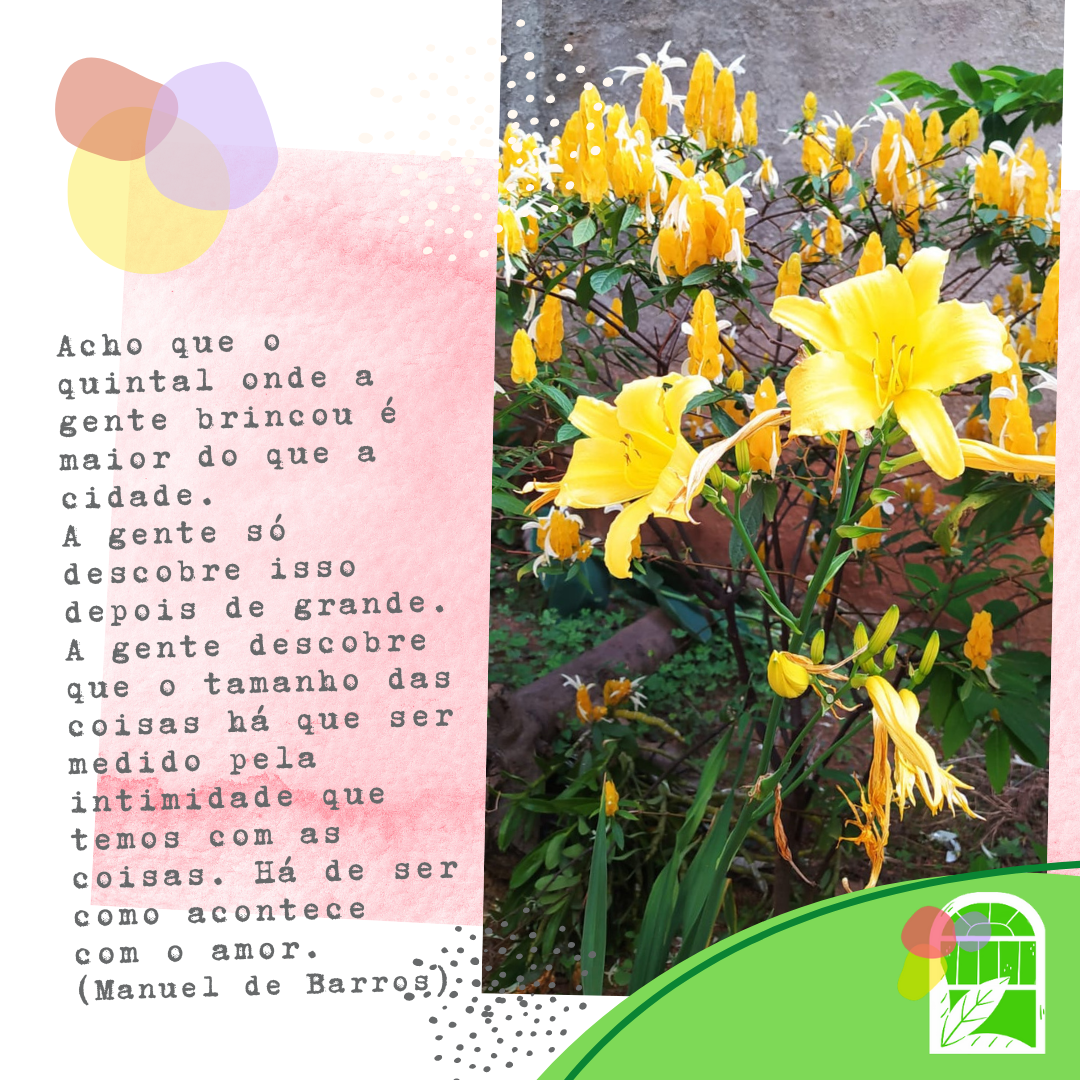 Acho que o
quintal onde a
gente brincou é
maior do que a
cidade.
A gente só
descobre isso
depois de grande.
A gente descobre
que o tamanho das
coisas há que ser
medido pela
intimidade que
temos com as
coisas. Há de ser
como acontece
com o amor.
(Manuel de Barros)